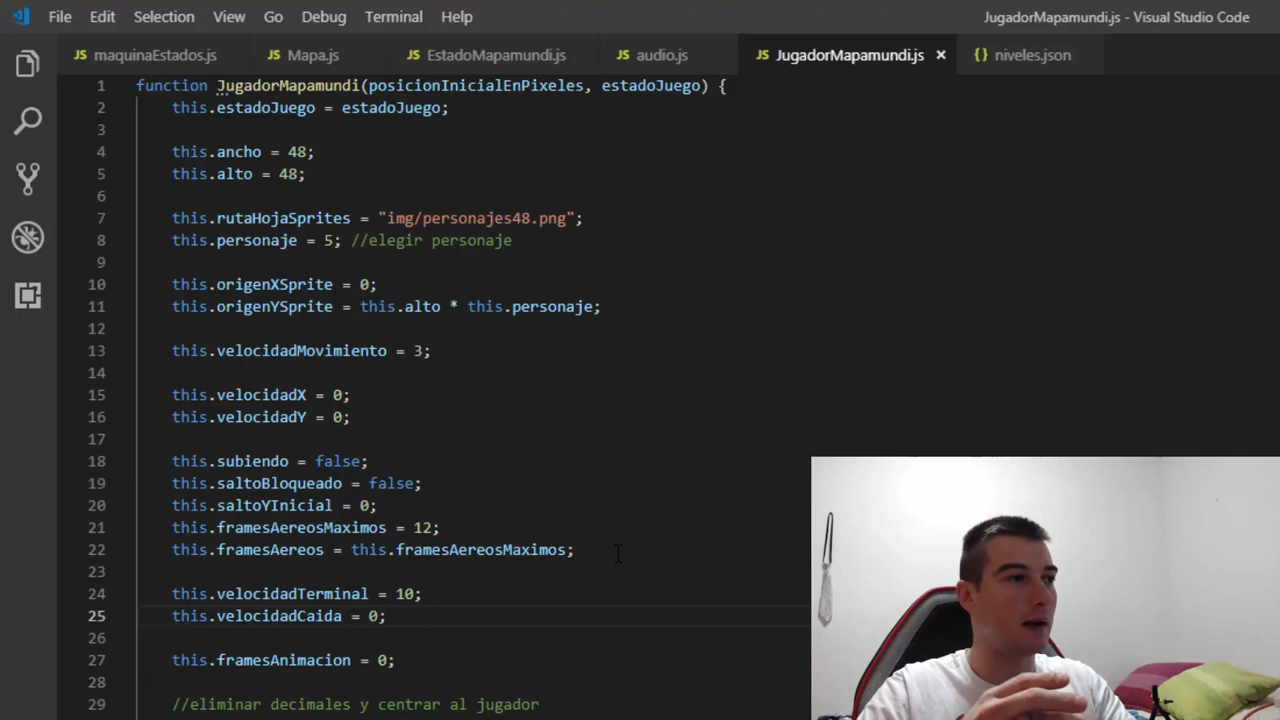 File Edit Selection View Go Debug Terminal Help JugadorMapamundi.js - Visual Studio Code
JS maquinaEstados.js JS Mapa.js JS EstadoMapamundi.js JS audio.js JS JugadorMapamundi.js × {} niveles.json
1 function JugadorMapamundi(posicionInicialEnPixeles, estadoJuego) {
2 this.estadoJuego = estadoJuego;
3
4 this.ancho = 48;
5 this.alto = 48;
6
7 this.rutaHojaSprites = "img/personajes48.png";
8 this.personaje = 5; //elegir personaje
9
10 this.origenXSprite = 0;
11 this.origenYSprite = this.alto * this.personaje;
12
13 this.velocidadMovimiento = 3;
14
15 this.velocidadX = 0;
16 this.velocidadY = 0;
17
18 this.subiendo = false;
19 this.saltoBloqueado = false;
20 this.saltoYInicial = 0;
21 this.framesAereosMaximos = 12;
22 this.framesAereos = this.framesAereosMaximos;
23
24 this.velocidadTerminal = 10;
25 this.velocidadCaida = 0;
26
27 this.framesAnimacion = 0;
28
29 //eliminar decimales y centrar al jugador